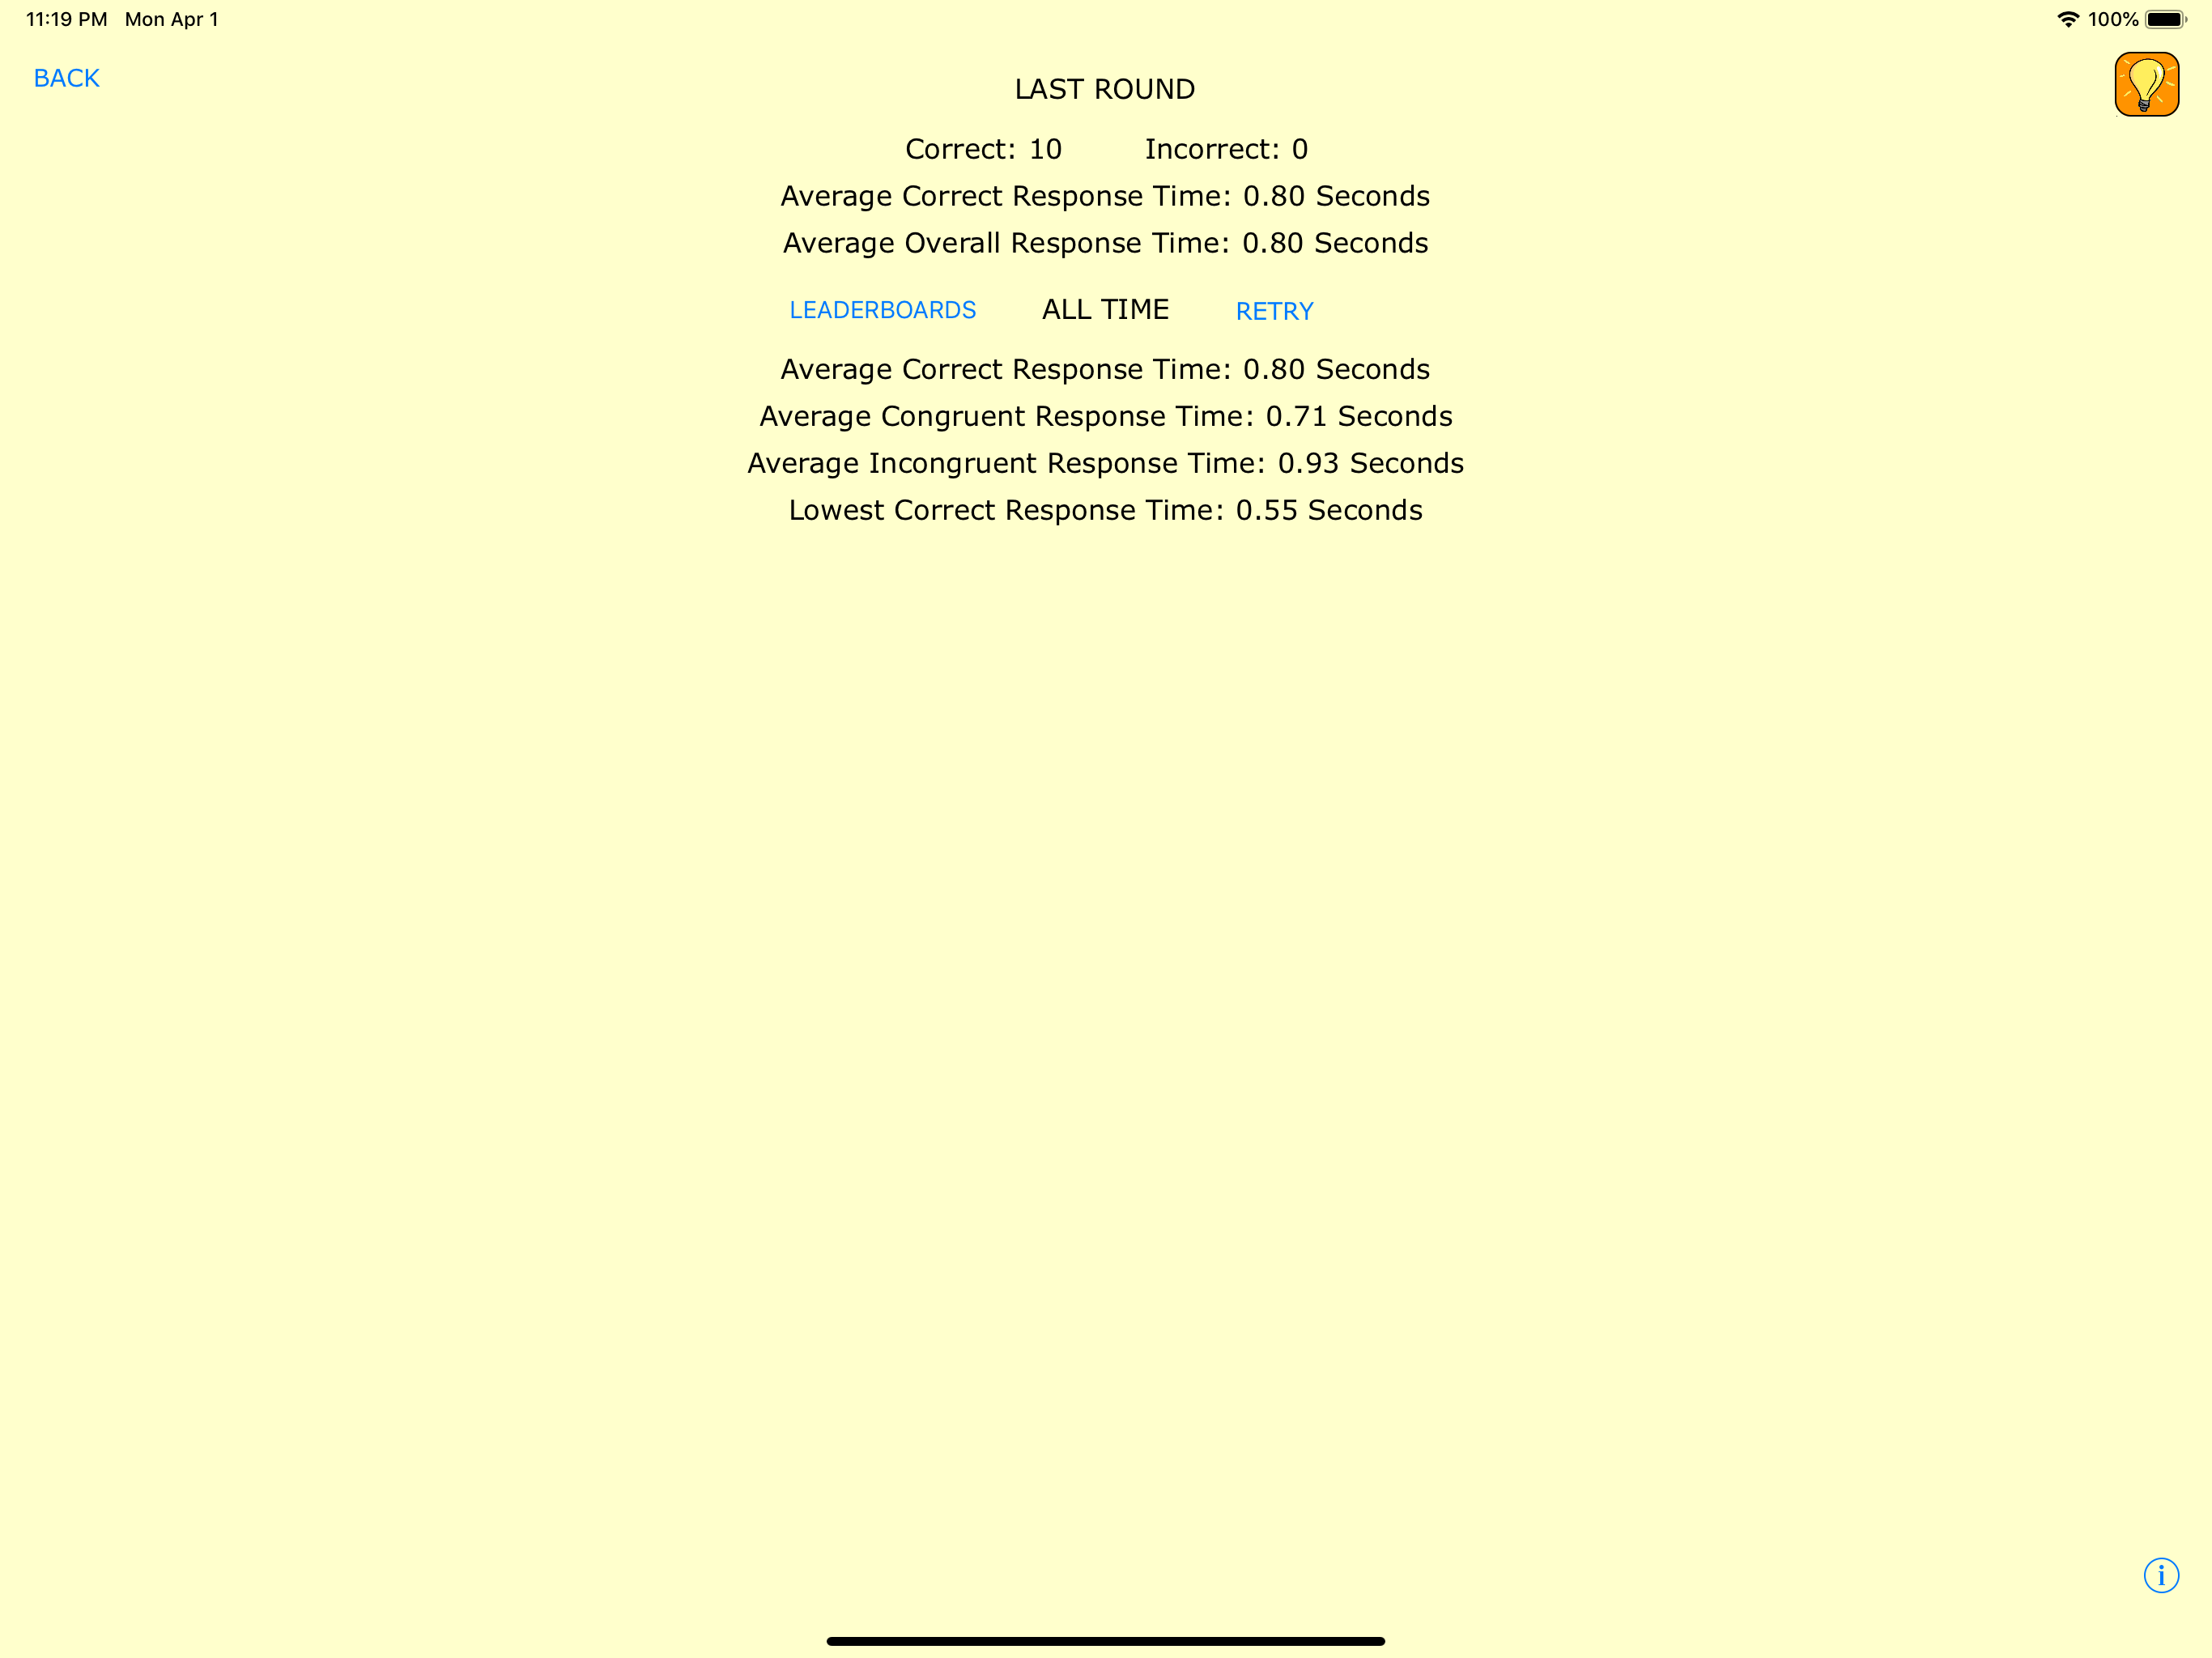 11:19 PM Mon Apr 1 100%
BACK
LAST ROUND
Correct: 10 Incorrect: 0
Average Correct Response Time: 0.80 Seconds
Average Overall Response Time: 0.80 Seconds
LEADERBOARDS ALL TIME RETRY
Average Correct Response Time: 0.80 Seconds
Average Congruent Response Time: 0.71 Seconds
Average Incongruent Response Time: 0.93 Seconds
Lowest Correct Response Time: 0.55 Seconds
i